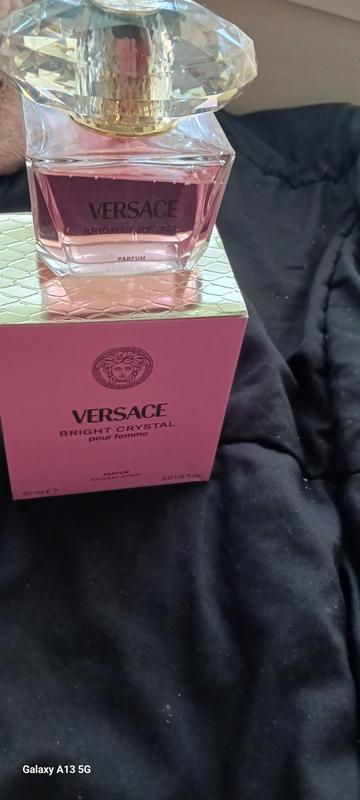 VERSACE
BRIGHT CRYSTAL
PARFUM
VERSACE
BRIGHT CRYSTAL
pour femme
PARFUM
NATURAL SPRAY
90 ml ℮ 3.0 US fl.oz.
Galaxy A13 5G